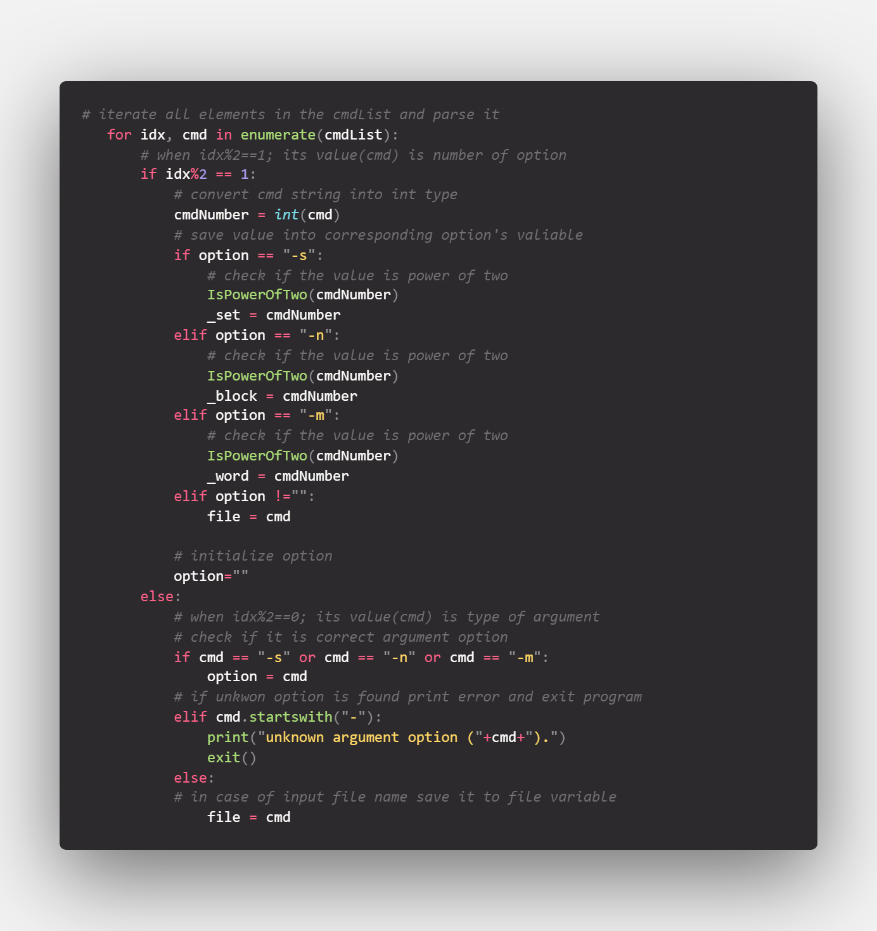 # iterate all elements in the cmdList and parse it
   for idx, cmd in enumerate(cmdList):
       # when idx%2==1; its value(cmd) is number of option
       if idx%2 == 1:
           # convert cmd string into int type
           cmdNumber = int(cmd)
           # save value into corresponding option's valiable
           if option == "-s":
               # check if the value is power of two
               IsPowerOfTwo(cmdNumber)
               _set = cmdNumber
           elif option == "-n":
               # check if the value is power of two
               IsPowerOfTwo(cmdNumber)
               _block = cmdNumber
           elif option == "-m":
               # check if the value is power of two
               IsPowerOfTwo(cmdNumber)
               _word = cmdNumber
           elif option !="":
               file = cmd

           # initialize option
           option=""
       else:
           # when idx%2==0; its value(cmd) is type of argument
           # check if it is correct argument option
           if cmd == "-s" or cmd == "-n" or cmd == "-m":
               option = cmd
           # if unkwon option is found print error and exit program
           elif cmd.startswith("-"):
               print("unknown argument option ("+cmd+").")
               exit()
           else:
           # in case of input file name save it to file variable
               file = cmd